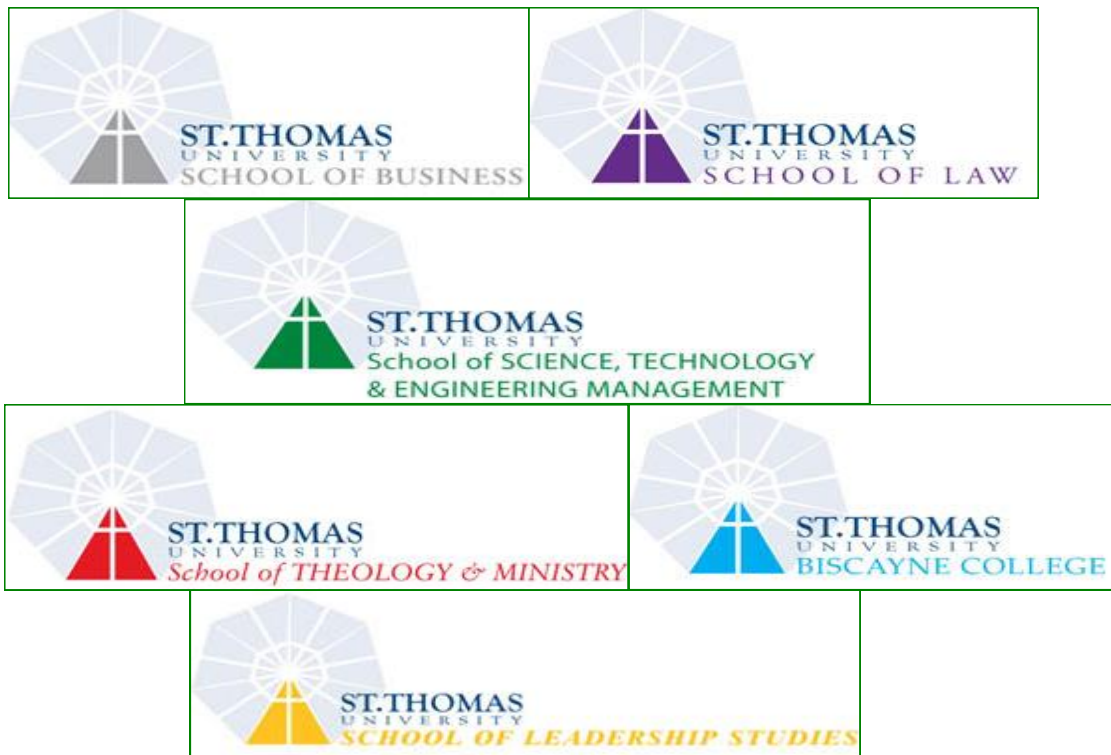 ST.THOMAS
UNIVERSITY
SCHOOL OF BUSINESS
ST.THOMAS
UNIVERSITY
SCHOOL OF LAW
ST.THOMAS
UNIVERSITY
School of SCIENCE, TECHNOLOGY
& ENGINEERING MANAGEMENT
ST.THOMAS
UNIVERSITY
School of THEOLOGY & MINISTRY
ST.THOMAS
UNIVERSITY
BISCAYNE COLLEGE
ST.THOMAS
UNIVERSITY
SCHOOL OF LEADERSHIP STUDIES